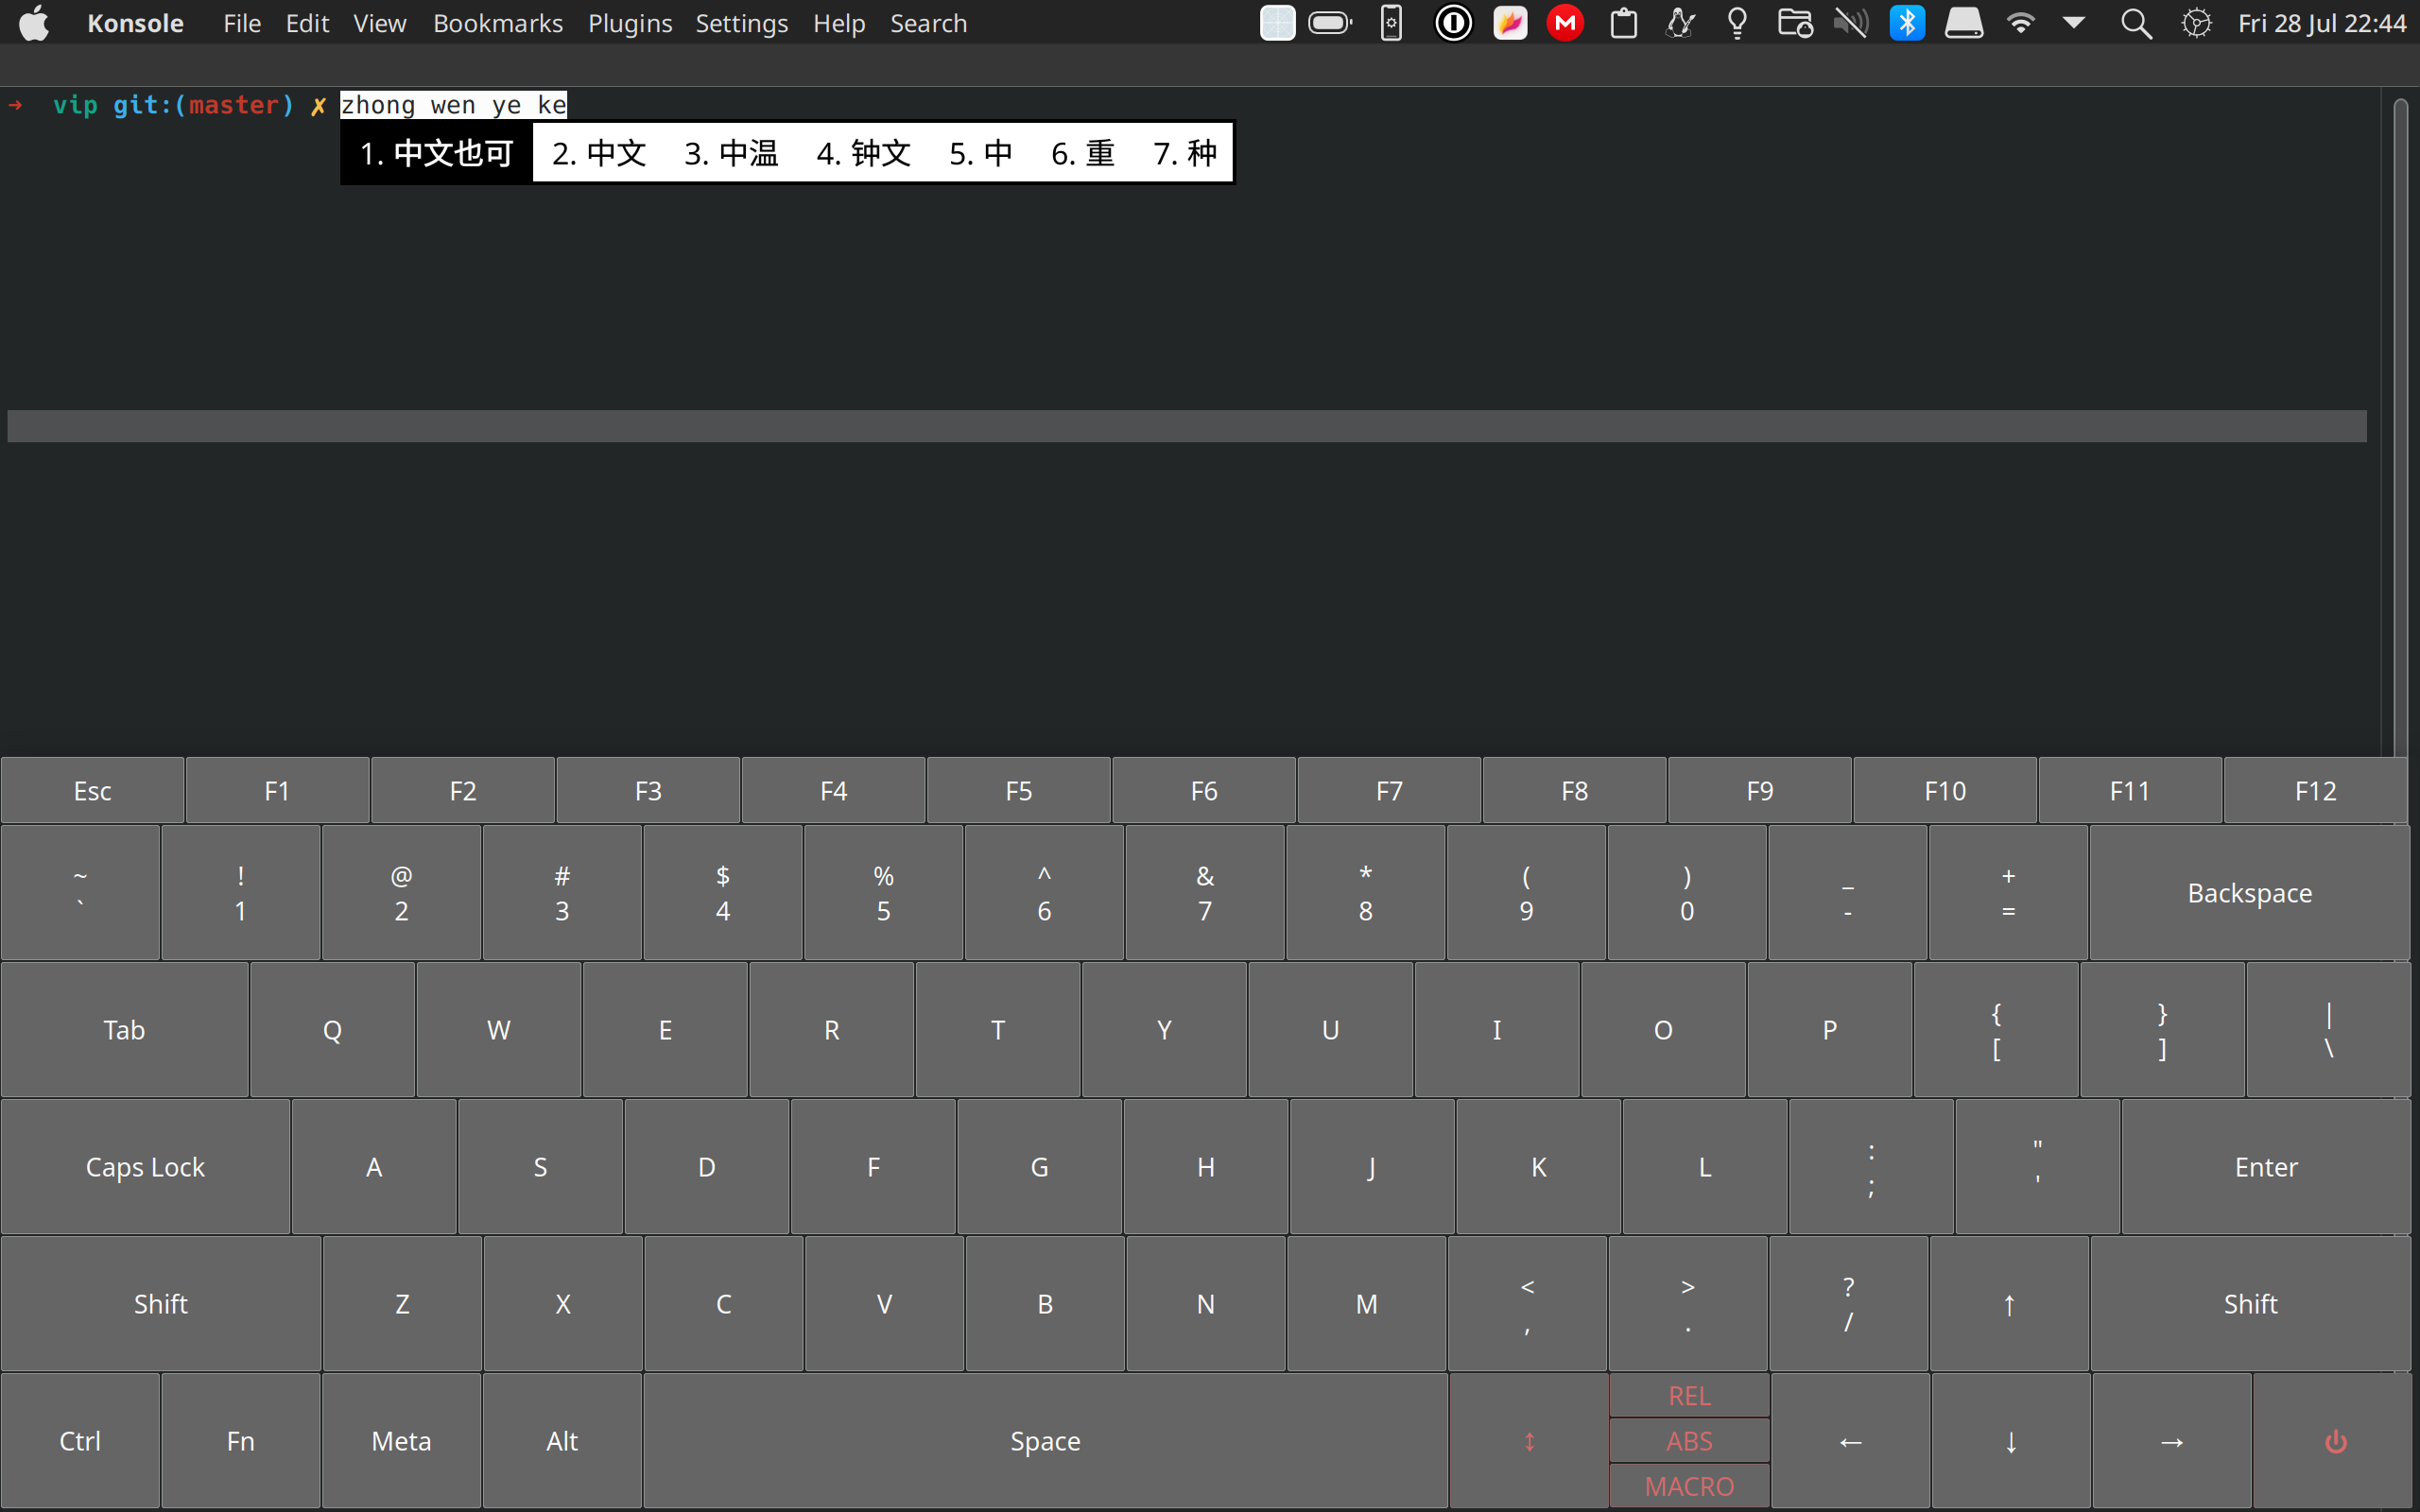 Konsole File Edit View Bookmarks Plugins Settings Help Search Fri 28 Jul 22:44
➜ vip git:(master) ✗ zhong wen ye ke
1. 中文也可 2. 中文 3. 中温 4. 钟文 5. 中 6. 重 7. 种
Esc F1 F2 F3 F4 F5 F6 F7 F8 F9 F10 F11 F12
~ ! @ # $ % ^ & * ( ) _ + Backspace
` 1 2 3 4 5 6 7 8 9 0 - =
Tab Q W E R T Y U I O P { } |
[ ] \
Caps Lock A S D F G H J K L : " Enter
; '
Shift Z X C V B N M < > ? ↑ Shift
, . /
Ctrl Fn Meta Alt Space ↕ REL ← ↓ →
ABS
MACRO